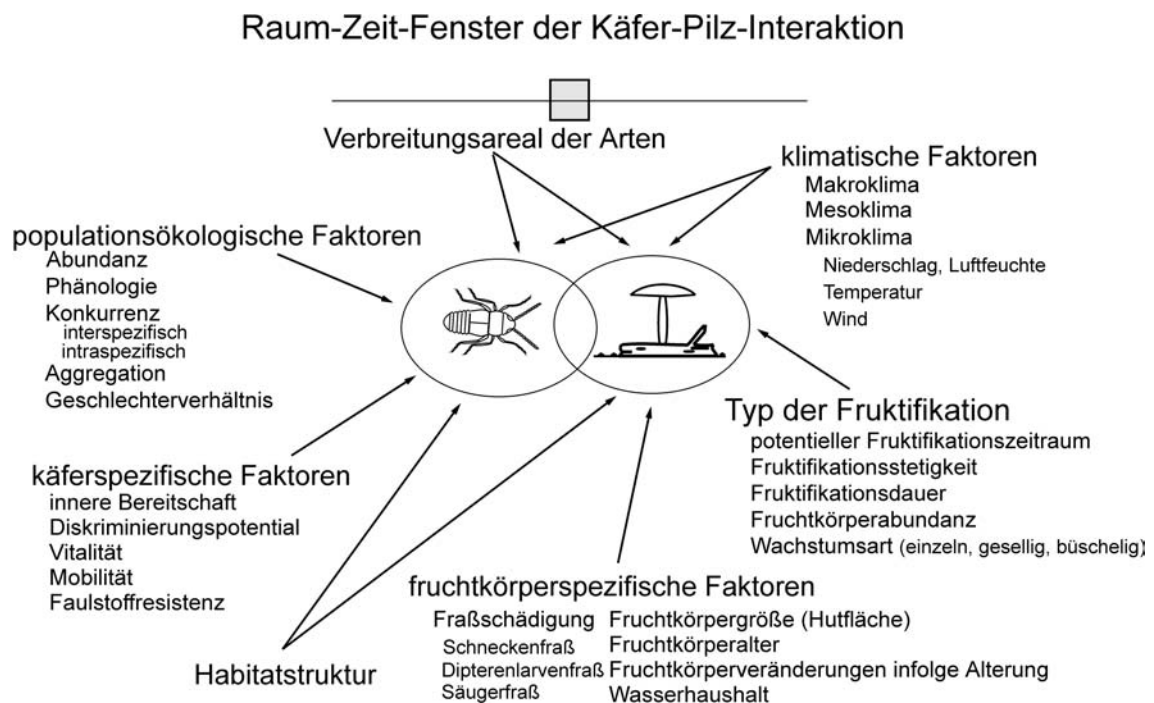 Raum-Zeit-Fenster der Käfer-Pilz-Interaktion
Verbreitungsareal der Arten
klimatische Faktoren
Makroklima
Mesoklima
Mikroklima
Niederschlag, Luftfeuchte
Temperatur
Wind
populationsökologische Faktoren
Abundanz
Phänologie
Konkurrenz
interspezifisch
intraspezifisch
Aggregation
Geschlechterverhältnis
Typ der Fruktifikation
potentieller Fruktifikationszeitraum
Fruktifikationsstetigkeit
Fruktifikationsdauer
Fruchtkörperabundanz
Wachstumsart (einzeln, gesellig, büschelig)
käferspezifische Faktoren
innere Bereitschaft
Diskriminierungspotential
Vitalität
Mobilität
Faulstoffresistenz
fruchtkörperspezifische Faktoren
Fraßschädigung
Schneckenfraß
Dipterenlarvenfraß
Säugerfraß
Fruchtkörpergröße (Hutfläche)
Fruchtkörperalter
Fruchtkörperveränderungen infolge Alterung
Wasserhaushalt
Habitatstruktur